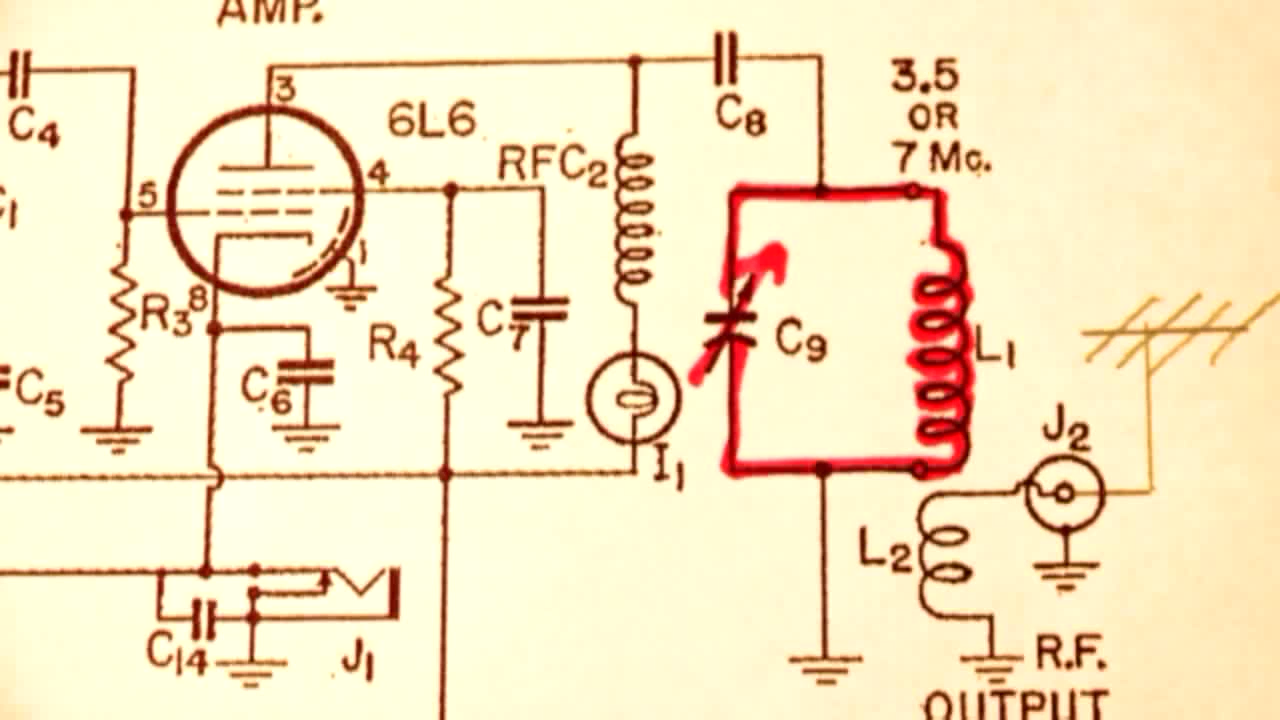 AMP.
3
6L6
C4
5
4
RFC2
C8
3.5
OR
7 Mc.
1
R3
8
R4
C7
C6
C5
C9
L1
I1
J2
L2
C14
J1
R.F.
OUTPUT